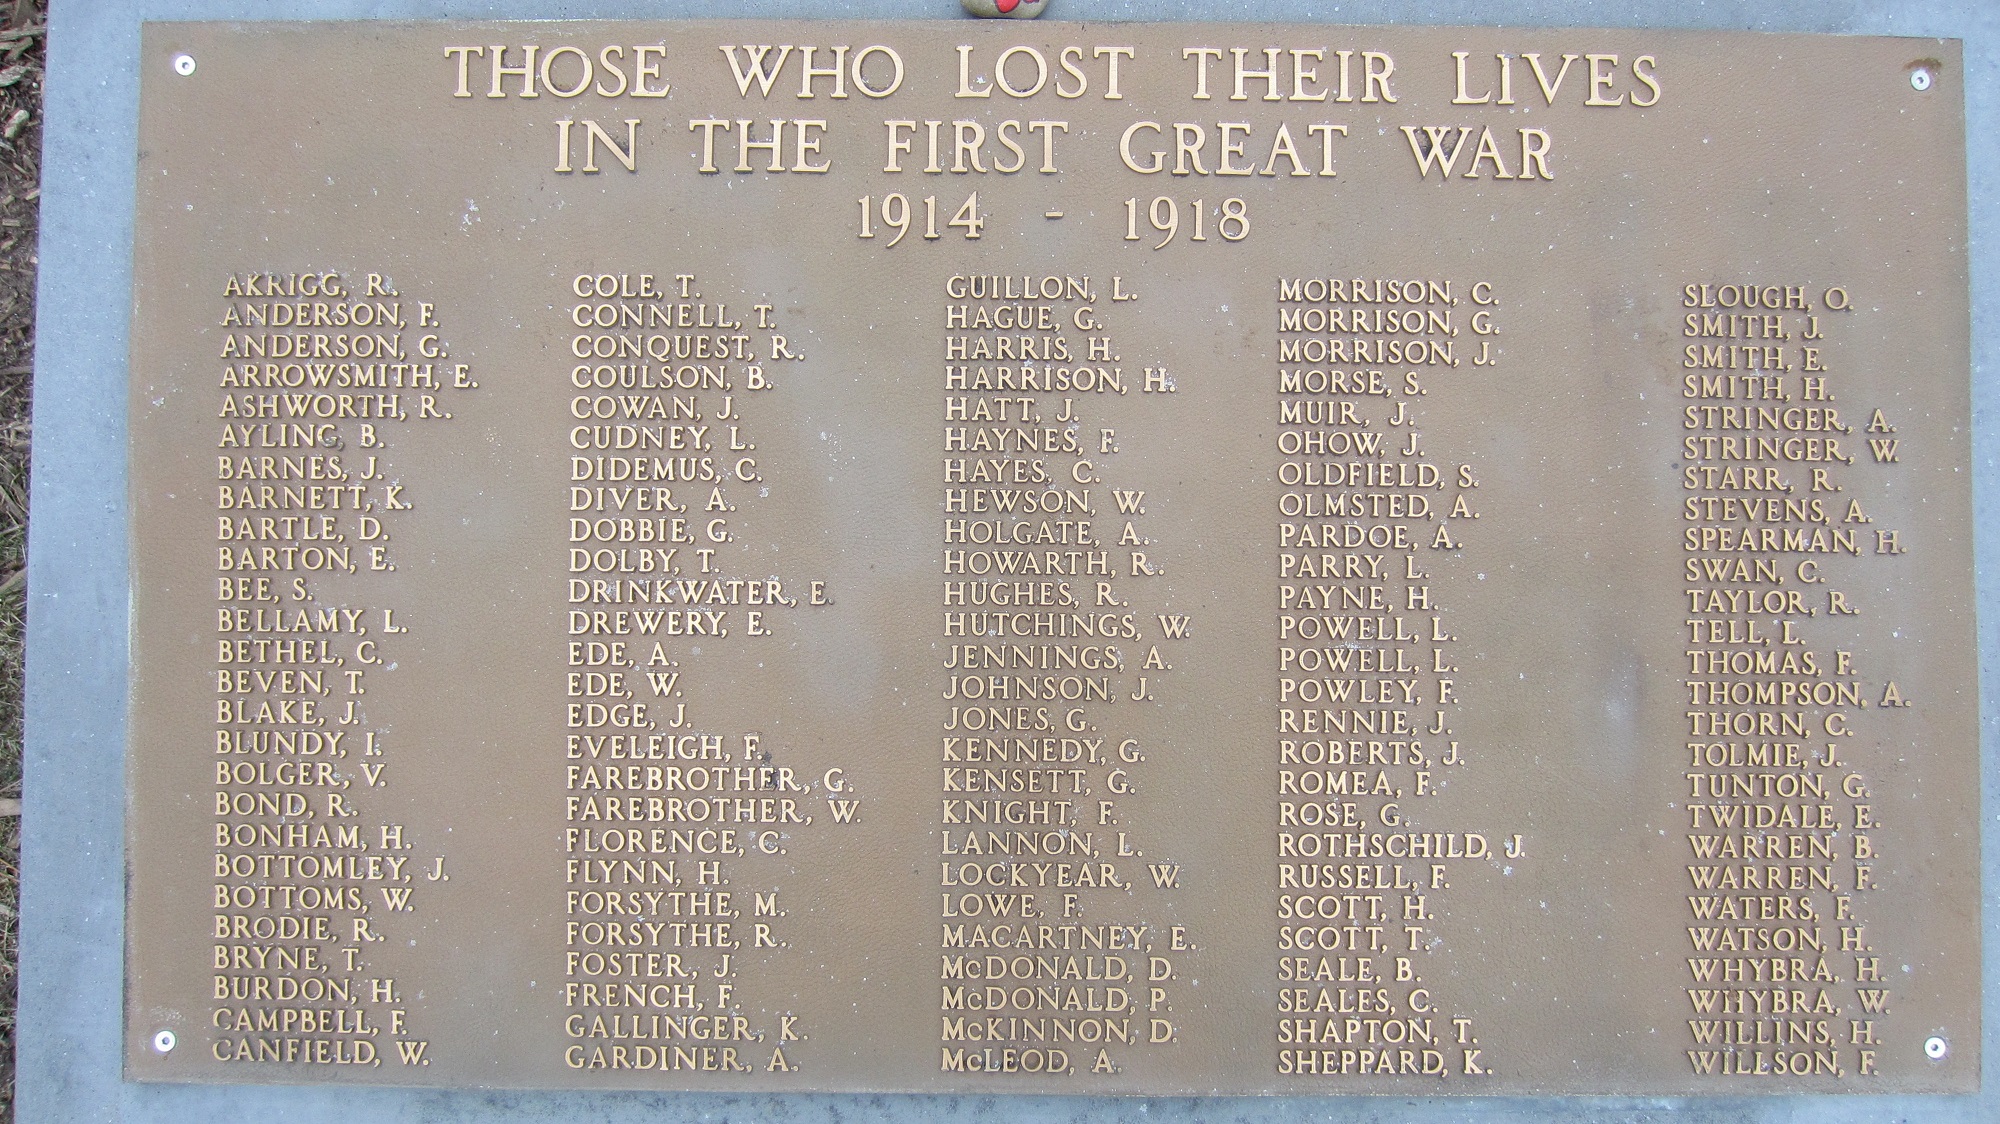 THOSE WHO LOST THEIR LIVES
IN THE FIRST GREAT WAR
1914 - 1918
AKRIGG, R.
ANDERSON, F.
ANDERSON, G.
ARROWSMITH, E.
ASHWORTH, R.
AYLING, B.
BARNES, J.
BARNETT, K.
BARTLE, D.
BARTON, E.
BEE, S.
BELLAMY, L.
BETHEL, C.
BEVEN, T.
BLAKE, J.
BLUNDY, I.
BOLGER, V.
BOND, R.
BONHAM, H.
BOTTOMLEY, J.
BOTTOMS, W.
BRODIE, R.
BRYNE, T.
BURDON, H.
CAMPBELL, F.
CANFIELD, W.
COLE, T.
CONNELL, T.
CONQUEST, R.
COULSON, B.
COWAN, J.
CUDNEY, L.
DIDEMUS, C.
DIVER, A.
DOBBIE, G.
DOLBY, T.
DRINKWATER, E.
DREWERY, E.
EDE, A.
EDE, W.
EDGE, J.
EVELEIGH, F.
FAREBROTHER, G.
FAREBROTHER, W.
FLORENCE, C.
FLYNN, H.
FORSYTHE, M.
FORSYTHE, R.
FOSTER, J.
FRENCH, F.
GALLINGER, K.
GARDINER, A.
GUILLON, L.
HAGUE, G.
HARRIS, H.
HARRISON, H.
HATT, J.
HAYNES, F.
HAYES, C.
HEWSON, W.
HOLGATE, A.
HOWARTH, R.
HUGHES, R.
HUTCHINGS, W.
JENNINGS, A.
JOHNSON, J.
JONES, G.
KENNEDY, G.
KENSETT, G.
KNIGHT, F.
LANNON, L.
LOCKYEAR, W.
LOWE, F.
MACARTNEY, E.
McDONALD, D.
McDONALD, P.
McKINNON, D.
McLEOD, A.
MORRISON, C.
MORRISON, G.
MORRISON, J.
MORSE, S.
MUIR, J.
OHOW, J.
OLDFIELD, S.
OLMSTED, A.
PARDOE, A.
PARRY, L.
PAYNE, H.
POWELL, L.
POWELL, L.
POWLEY, F.
RENNIE, J.
ROBERTS, J.
ROMEA, F.
ROSE, G.
ROTHSCHILD, J.
RUSSELL, F.
SCOTT, H.
SCOTT, T.
SEALE, B.
SEALES, C.
SHAPTON, T.
SHEPPARD, K.
SLOUGH, O.
SMITH, J.
SMITH, E.
SMITH, H.
STRINGER, A.
STRINGER, W.
STARR, R.
STEVENS, A.
SPEARMAN, H.
SWAN, C.
TAYLOR, R.
TELL, L.
THOMAS, F.
THOMPSON, A.
THORN, C.
TOLMIE, J.
TUNTON, G.
TWIDALE, E.
WARREN, B.
WARREN, F.
WATERS, F.
WATSON, H.
WHYBRA, H.
WHYBRA, W.
WILLINS, H.
WILLSON, F.